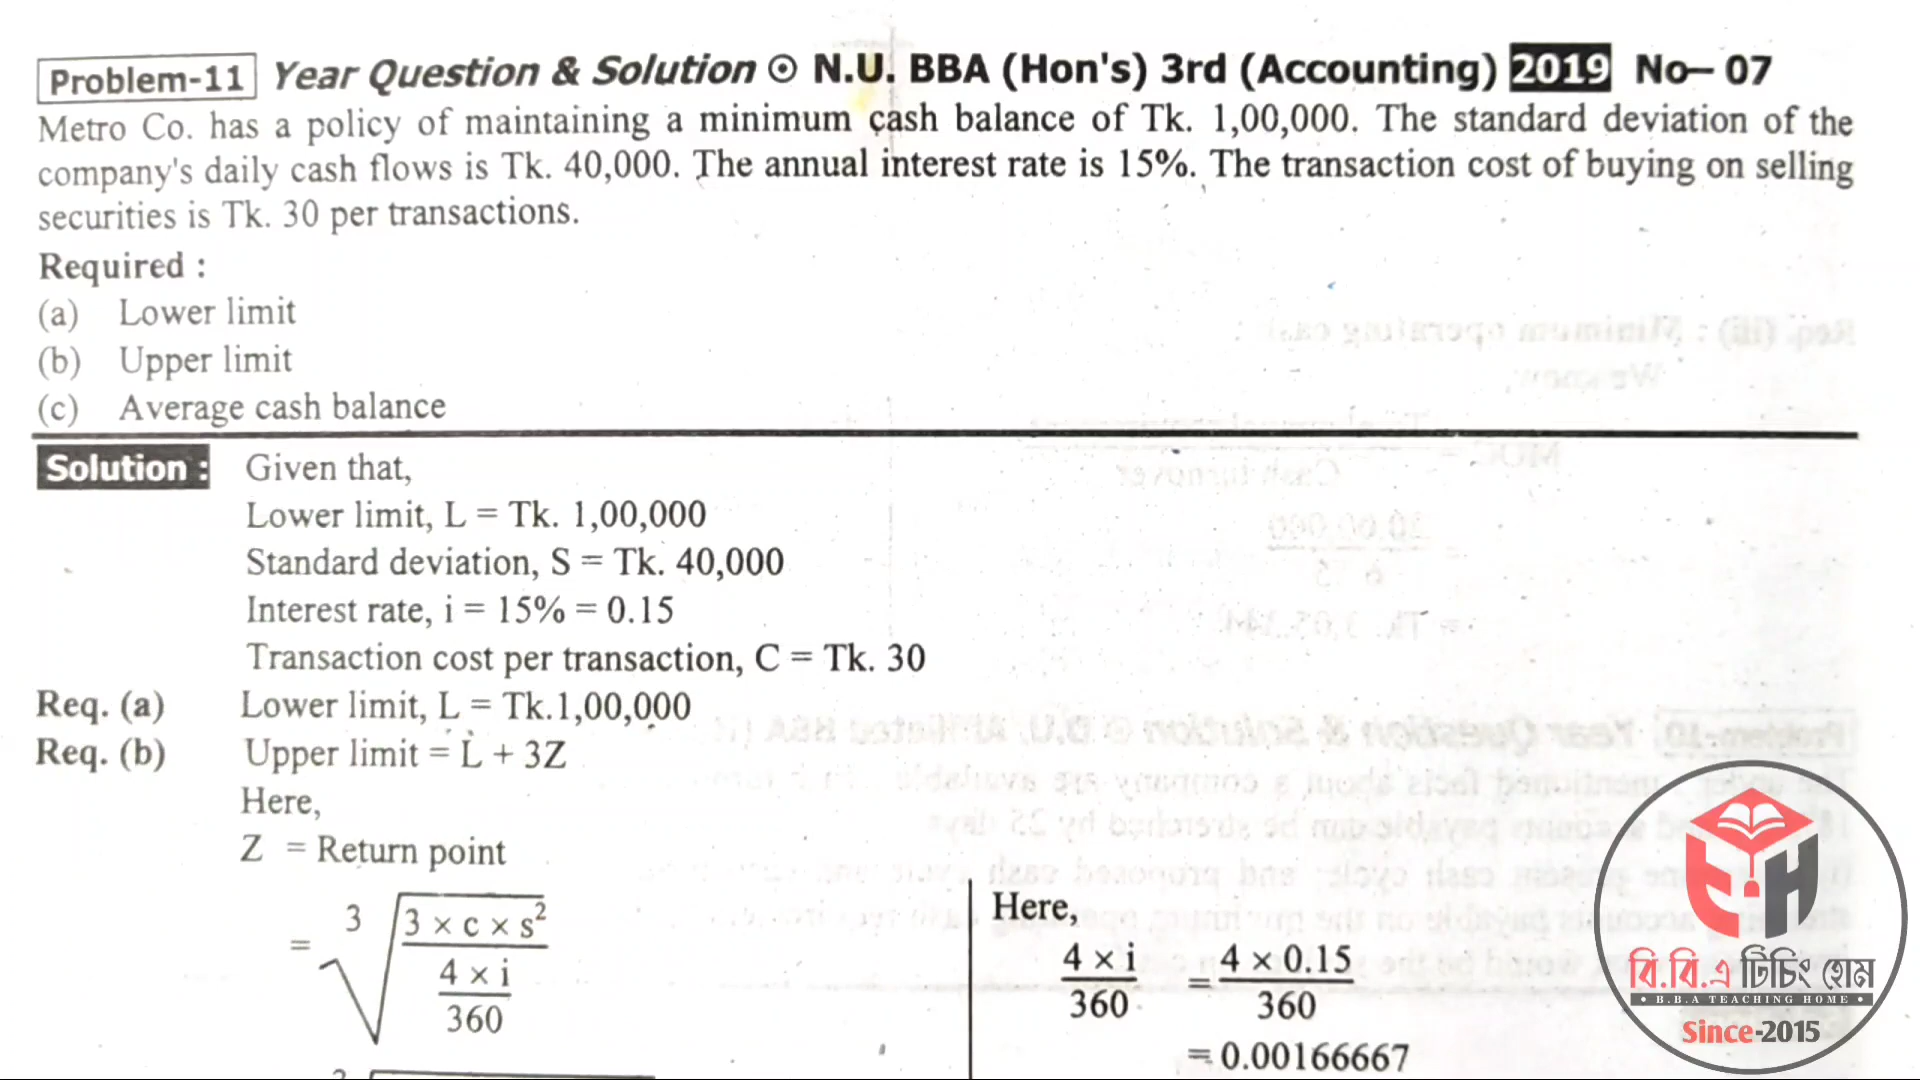 Problem-11 Year Question & Solution ⊙ N.U. BBA (Hon's) 3rd (Accounting) 2019 No– 07
Metro Co. has a policy of maintaining a minimum cash balance of Tk. 1,00,000. The standard deviation of the
company's daily cash flows is Tk. 40,000. The annual interest rate is 15%. The transaction cost of buying on selling
securities is Tk. 30 per transactions.
Required :
(a) Lower limit
(b) Upper limit
(c) Average cash balance
Solution : Given that,
Lower limit, L = Tk. 1,00,000
Standard deviation, S = Tk. 40,000
Interest rate, i = 15% = 0.15
Transaction cost per transaction, C = Tk. 30
Req. (a) Lower limit, L = Tk.1,00,000
Req. (b) Upper limit = L + 3Z
Here,
Z = Return point
= 3 √ 3 × c × s²
4 × i
360
Here,
4 × i = 4 × 0.15
360 360
= 0.00166667
বি.বি.এ টিচিং হোম
• B.B.A TEACHING HOME •
Since-2015